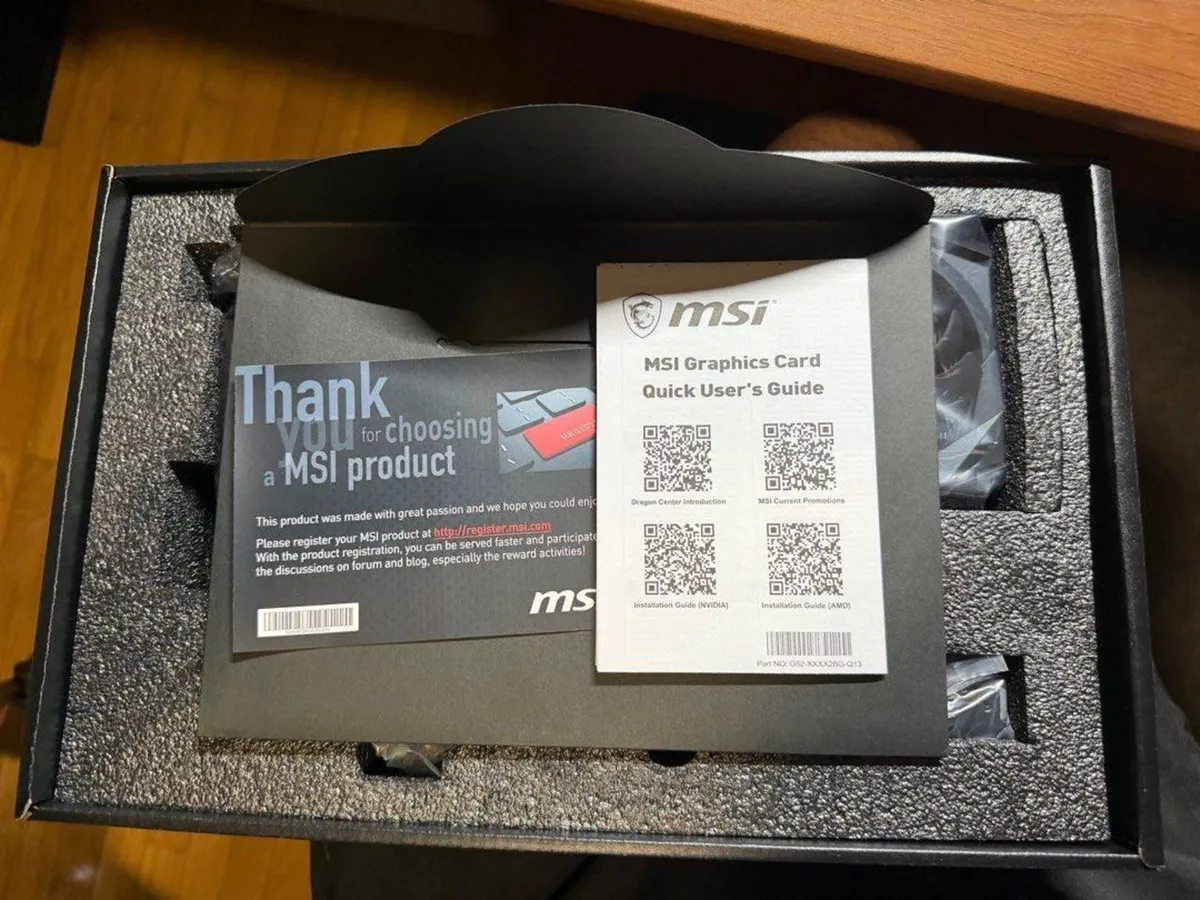 Thank
you for choosing
a MSI product
This product was made with great passion and we hope you could enjo
Please register your MSI product at http://register.msi.com
With the product registration, you can be served faster and participate
the discussions on forum and blog, especially the reward activities!
ms
msi
MSI Graphics Card
Quick User's Guide
Dragon Center Introduction
MSI Current Promotions
Installation Guide (NVIDIA)
Installation Guide (AMD)
Part NO: G52-XXXX2BG-Q13